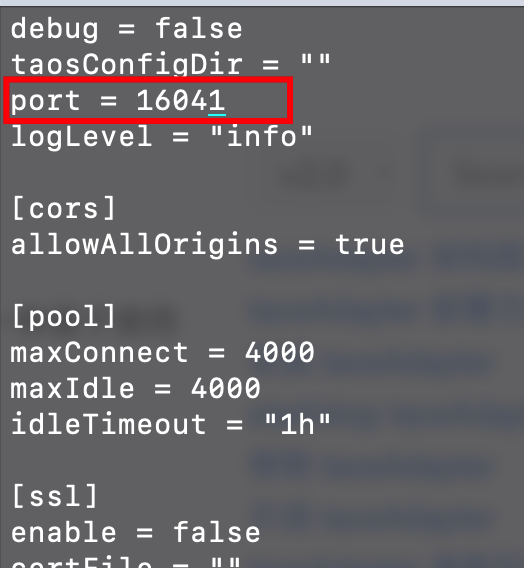 debug = false
taosConfigDir = ""
port = 16041
logLevel = "info"
[cors]
allowAllOrigins = true
[pool]
maxConnect = 4000
maxIdle = 4000
idleTimeout = "1h"
[ssl]
enable = false
certFile = ""